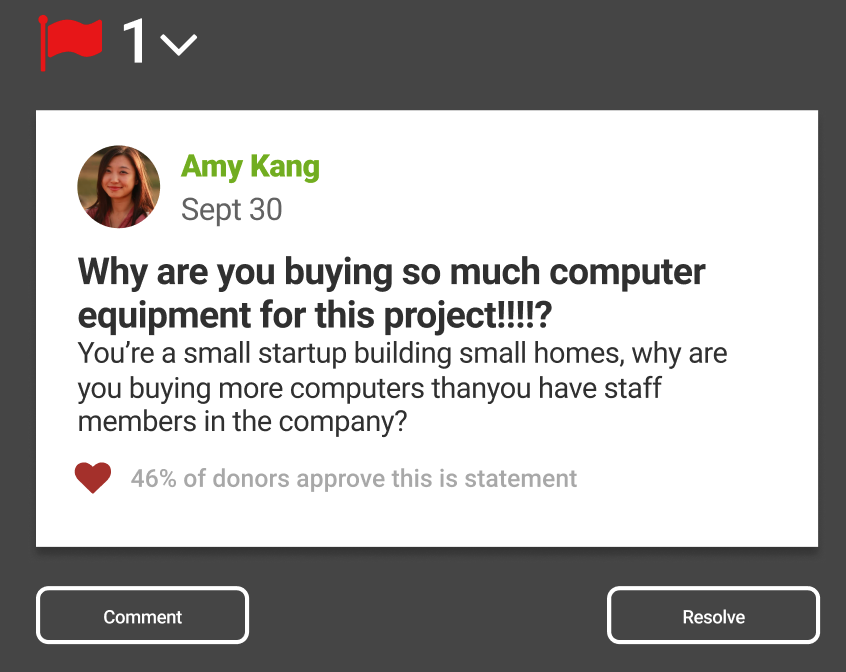 1
Amy Kang
Sept 30
Why are you buying so much computer
equipment for this project!!!!?
You’re a small startup building small homes, why are
you buying more computers thanyou have staff
members in the company?
46% of donors approve this is statement
Comment
Resolve